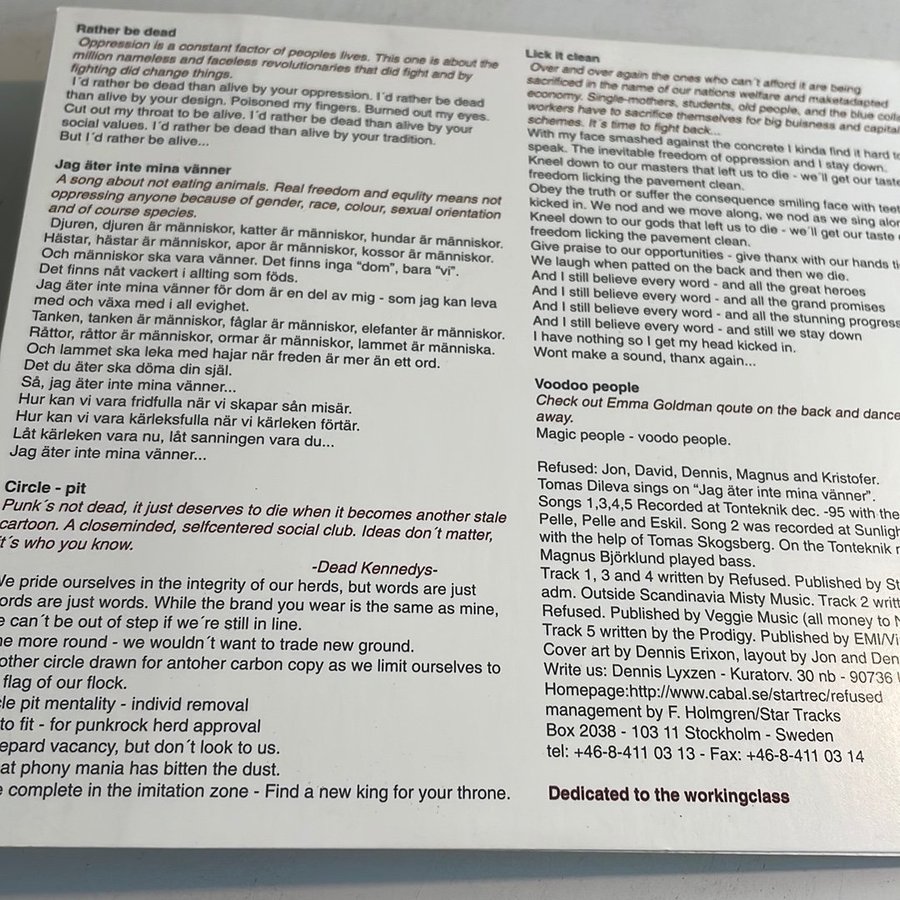 Rather be dead
Oppression is a constant factor of peoples lives. This one is about the
million nameless and faceless revolutionaries that did fight and by
fighting did change things.
I´d rather be dead than alive by your oppression. I´d rather be dead
than alive by your design. Poisoned my fingers. Burned out my eyes.
Cut out my throat to be alive. I´d rather be dead than alive by your
social values. I´d rather be dead than alive by your tradition.
But I´d rather be alive...
Jag äter inte mina vänner
A song about not eating animals. Real freedom and equlity means not
oppressing anyone because of gender, race, colour, sexual orientation
and of course species.
Djuren, djuren är människor, katter är människor, hundar är människor.
Hästar, hästar är människor, apor är människor, kossor är människor.
Och människor ska vara vänner. Det finns inga "dom", bara "vi".
Det finns nåt vackert i allting som föds.
Jag äter inte mina vänner för dom är en del av mig - som jag kan leva
med och växa med i all evighet.
Tanken, tanken är människor, fåglar är människor, elefanter är människor.
Råttor, råttor är människor, ormar är människor, lammet är människa.
Och lammet ska leka med hajar när freden är mer än ett ord.
Det du äter ska döma din själ.
Så, jag äter inte mina vänner...
Hur kan vi vara fridfulla när vi skapar sån misär.
Hur kan vi vara kärleksfulla när vi kärleken förtär.
Låt kärleken vara nu, låt sanningen vara du...
Jag äter inte mina vänner...
Circle - pit
Punk´s not dead, it just deserves to die when it becomes another stale
cartoon. A closeminded, selfcentered social club. Ideas don´t matter,
it´s who you know.
-Dead Kennedys-
We pride ourselves in the integrity of our herds, but words are just
words are just words. While the brand you wear is the same as mine,
can´t be out of step if we´re still in line.
more round - we wouldn´t want to trade new ground.
other circle drawn for antoher carbon copy as we limit ourselves to
flag of our flock.
pit mentality - individ removal
to fit - for punkrock herd approval
vacancy, but don´t look to us.
phony mania has bitten the dust.
complete in the imitation zone - Find a new king for your throne.
Lick it clean
Over and over again the ones who can´t afford it are being
sacrificed in the name of our nations welfare and maketadapted
economy. Single-mothers, students, old people, and the blue
workers have to sacrifice themselves for big buisness and
schemes. It´s time to fight back...
With my face smashed against the concrete I kinda find it hard to
speak. The inevitable freedom of oppression and I stay down.
Kneel down to our masters that left us to die - we´ll get our taste
freedom licking the pavement clean.
Obey the truth or suffer the consequence smiling face with
kicked in. We nod and we move along, we nod as we sing
Kneel down to our gods that left us to die - we´ll get our taste
freedom licking the pavement clean.
Give praise to our opportunities - give thanx with our hands
We laugh when patted on the back and then we die.
And I still believe every word - and all the great heroes
And I still believe every word - and all the grand promises
And I still believe every word - and all the stunning progress
And I still believe every word - and still we stay down
I have nothing so I get my head kicked in.
Wont make a sound, thanx again...
Voodoo people
Check out Emma Goldman qoute on the back and dance
away.
Magic people - voodo people.
Refused: Jon, David, Dennis, Magnus and Kristofer.
Tomas Dileva sings on "Jag äter inte mina vänner".
Songs 1,3,4,5 Recorded at Tonteknik dec. -95 with the
Pelle, Pelle and Eskil. Song 2 was recorded at
with the help of Tomas Skogsberg. On the Tonteknik
Magnus Björklund played bass.
Track 1, 3 and 4 written by Refused. Published by
adm. Outside Scandinavia Misty Music. Track 2
Refused. Published by Veggie Music (all money to
Track 5 written by the Prodigy. Published by
Cover art by Dennis Erixon, layout by Jon and
Write us: Dennis Lyxzen - Kuratorv. 30 nb - 90736
Homepage:http://www.cabal.se/startrec/refused
management by F. Holmgren/Star Tracks
Box 2038 - 103 11 Stockholm - Sweden
tel: +46-8-411 03 13 - Fax: +46-8-411 03 14
Dedicated to the workingclass